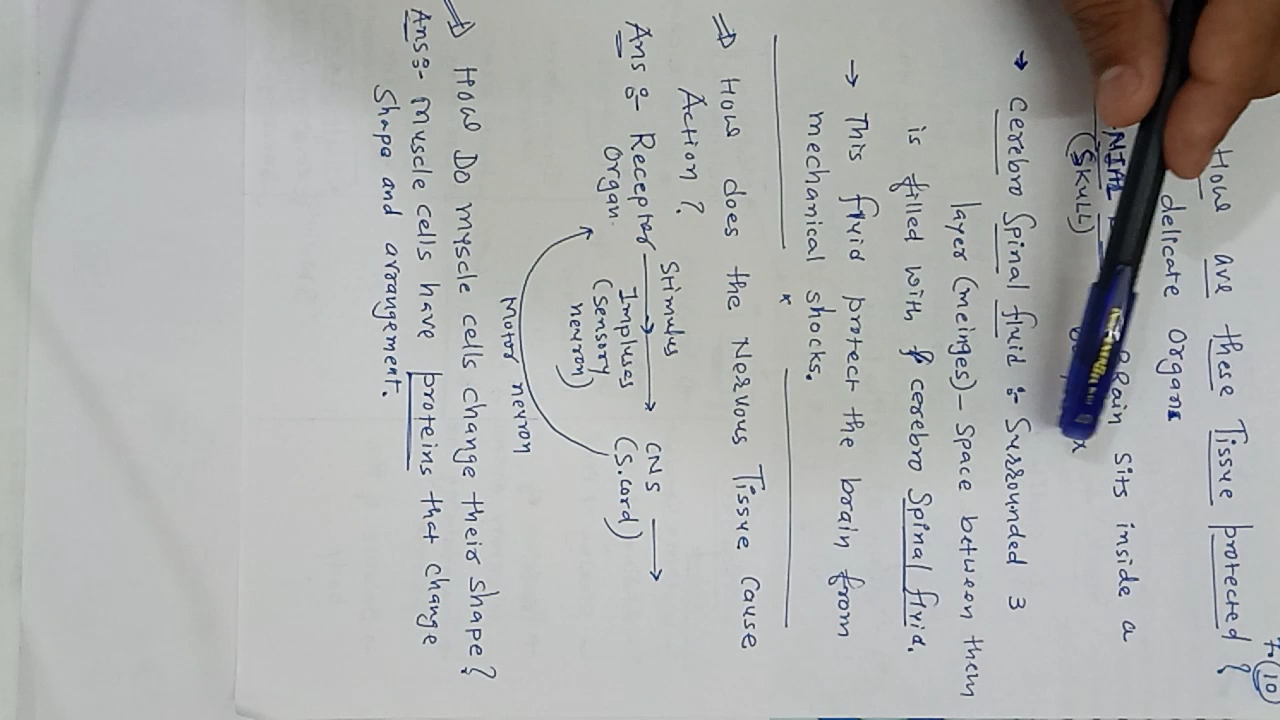 P.(10)
How are these Tissue protected?
delicate Organs
BRain sits inside a
(SKULL)
→ Cerebro Spinal fluid :- Surrounded 3
layer (meinges) - Space between them
is filled with cerebro Spinal fluid.
→ This fluid protect the brain from
mechanical shocks.
x
⇒ How does the Nervous Tissue cause
Action?
Ans :- Receptor Stimulus CNS →
Organ. Impluses (S.cord)
(sensory
neuron)
Motor neuron
⇒ How Do muscle cells change their shape?
Ans:- muscle cells have proteins that change
Shape and arrangement.